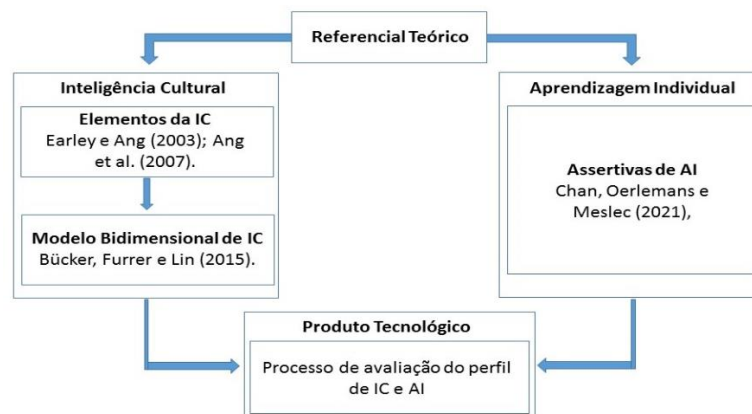 Referencial Teórico
Inteligência Cultural
Elementos da IC
Earley e Ang (2003); Ang
et al. (2007).
Modelo Bidimensional de IC
Bücker, Furrer e Lin (2015).
Aprendizagem Individual
Assertivas de AI
Chan, Oerlemans e
Meslec (2021),
Produto Tecnológico
Processo de avaliação do perfil
de IC e AI